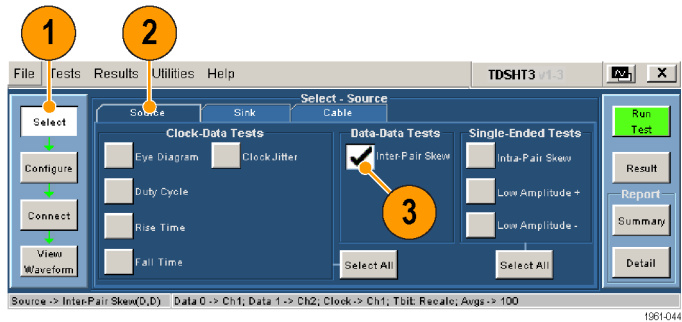 1
2
File Tests Results Utilities Help TDSHT3 v1-3 X
Select - Source
Source Sink Cable
Select
Configure
Connect
View
Waveform
Clock-Data Tests
Eye Diagram Clock Jitter
Duty Cycle
Rise Time
Fall Time
Data-Data Tests
Inter-Pair Skew
3
Select All
Single-Ended Tests
Intra-Pair Skew
Low Amplitude +
Low Amplitude -
Select All
Run
Test
Result
Report
Summary
Detail
Source -> Inter-Pair Skew(D,D) Data 0 -> Ch1; Data 1 -> Ch2; Clock -> Ch1; Tbit: Recalc; Avgs -> 100
1961-044